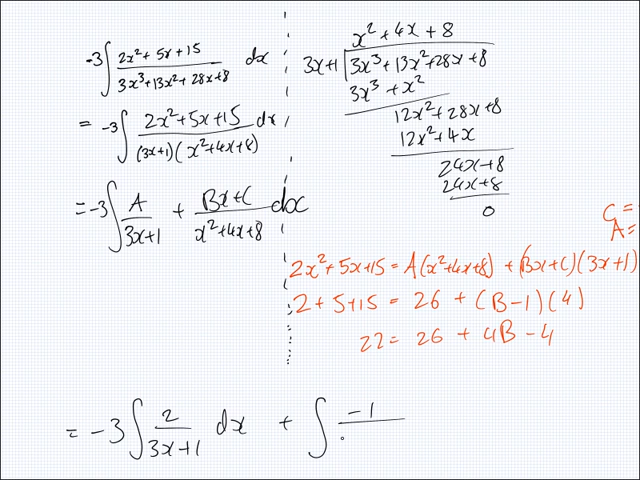 -3∫ 2x² + 5x + 15 / 3x³ + 13x² + 28x + 8 dx
= -3∫ 2x² + 5x + 15 / (3x+1)(x² + 4x + 8) dx
= -3∫ A / 3x+1 + Bx+C / x² + 4x + 8 dx
x² + 4x + 8
3x+1 3x³ + 13x² + 28x + 8
3x³ + x²
12x² + 28x + 8
12x² + 4x
24x + 8
24x + 8
0
C =
A =
2x² + 5x + 15 = A(x² + 4x + 8) + (Bx + C)(3x + 1)
2 + 5 + 15 = 26 + (B - 1)(4)
22 = 26 + 4B - 4
= -3∫ 2 / 3x+1 dx + ∫ -1 /